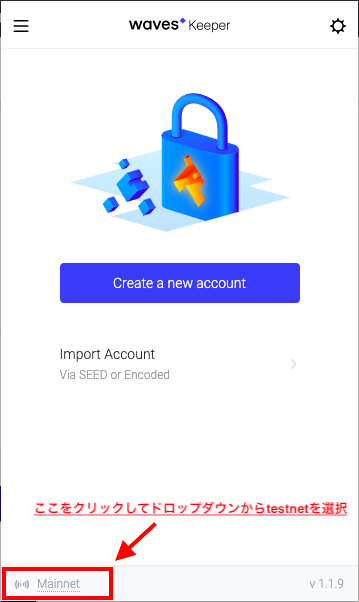 waves Keeper
Create a new account
Import Account
Via SEED or Encoded
ここをクリックしてドロップダウンからtestnetを選択
Mainnet
v 1.1.9